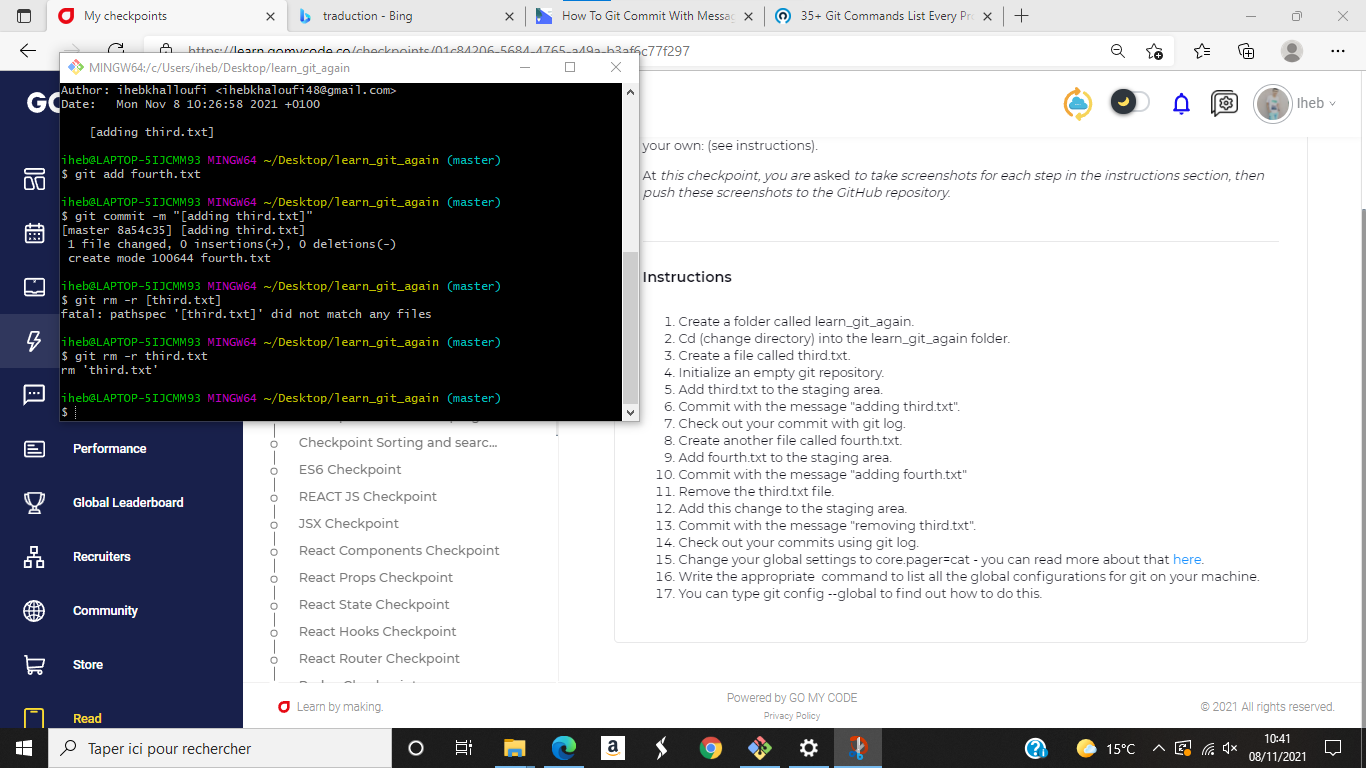 My checkpoints
traduction - Bing
How To Git Commit With Messag
35+ Git Commands List Every Pro
https://learn.gomycode.co/checkpoints/01c84206-5684-4765-a49a-b3af6c77f297
MINGW64:/c/Users/iheb/Desktop/learn_git_again
Author: ihebkhalloufi <ihebkhaloufi48@gmail.com>
Date:   Mon Nov 8 10:26:58 2021 +0100
[adding third.txt]
iheb@LAPTOP-5IJCMM93 MINGW64 ~/Desktop/learn_git_again (master)
$ git add fourth.txt
iheb@LAPTOP-5IJCMM93 MINGW64 ~/Desktop/learn_git_again (master)
$ git commit -m "[adding third.txt]"
[master 8a54c35] [adding third.txt]
1 file changed, 0 insertions(+), 0 deletions(-)
create mode 100644 fourth.txt
iheb@LAPTOP-5IJCMM93 MINGW64 ~/Desktop/learn_git_again (master)
$ git rm -r [third.txt]
fatal: pathspec '[third.txt]' did not match any files
iheb@LAPTOP-5IJCMM93 MINGW64 ~/Desktop/learn_git_again (master)
$ git rm -r third.txt
rm 'third.txt'
iheb@LAPTOP-5IJCMM93 MINGW64 ~/Desktop/learn_git_again (master)
$
GO
Iheb
your own: (see instructions).
At this checkpoint, you are asked to take screenshots for each step in the instructions section, then
push these screenshots to the GitHub repository.
Instructions
1. Create a folder called learn_git_again.
2. Cd (change directory) into the learn_git_again folder.
3. Create a file called third.txt.
4. Initialize an empty git repository.
5. Add third.txt to the staging area.
6. Commit with the message "adding third.txt".
7. Check out your commit with git log.
8. Create another file called fourth.txt.
9. Add fourth.txt to the staging area.
10. Commit with the message "adding fourth.txt"
11. Remove the third.txt file.
12. Add this change to the staging area.
13. Commit with the message "removing third.txt".
14. Check out your commits using git log.
15. Change your global settings to core.pager=cat - you can read more about that here.
16. Write the appropriate  command to list all the global configurations for git on your machine.
17. You can type git config --global to find out how to do this.
Performance
Global Leaderboard
Recruiters
Community
Store
Read
Checkpoint Sorting and searc...
ES6 Checkpoint
REACT JS Checkpoint
JSX Checkpoint
React Components Checkpoint
React Props Checkpoint
React State Checkpoint
React Hooks Checkpoint
React Router Checkpoint
Learn by making.
Powered by GO MY CODE
Privacy Policy
© 2021 All rights reserved.
Taper ici pour rechercher
15°C
10:41
08/11/2021